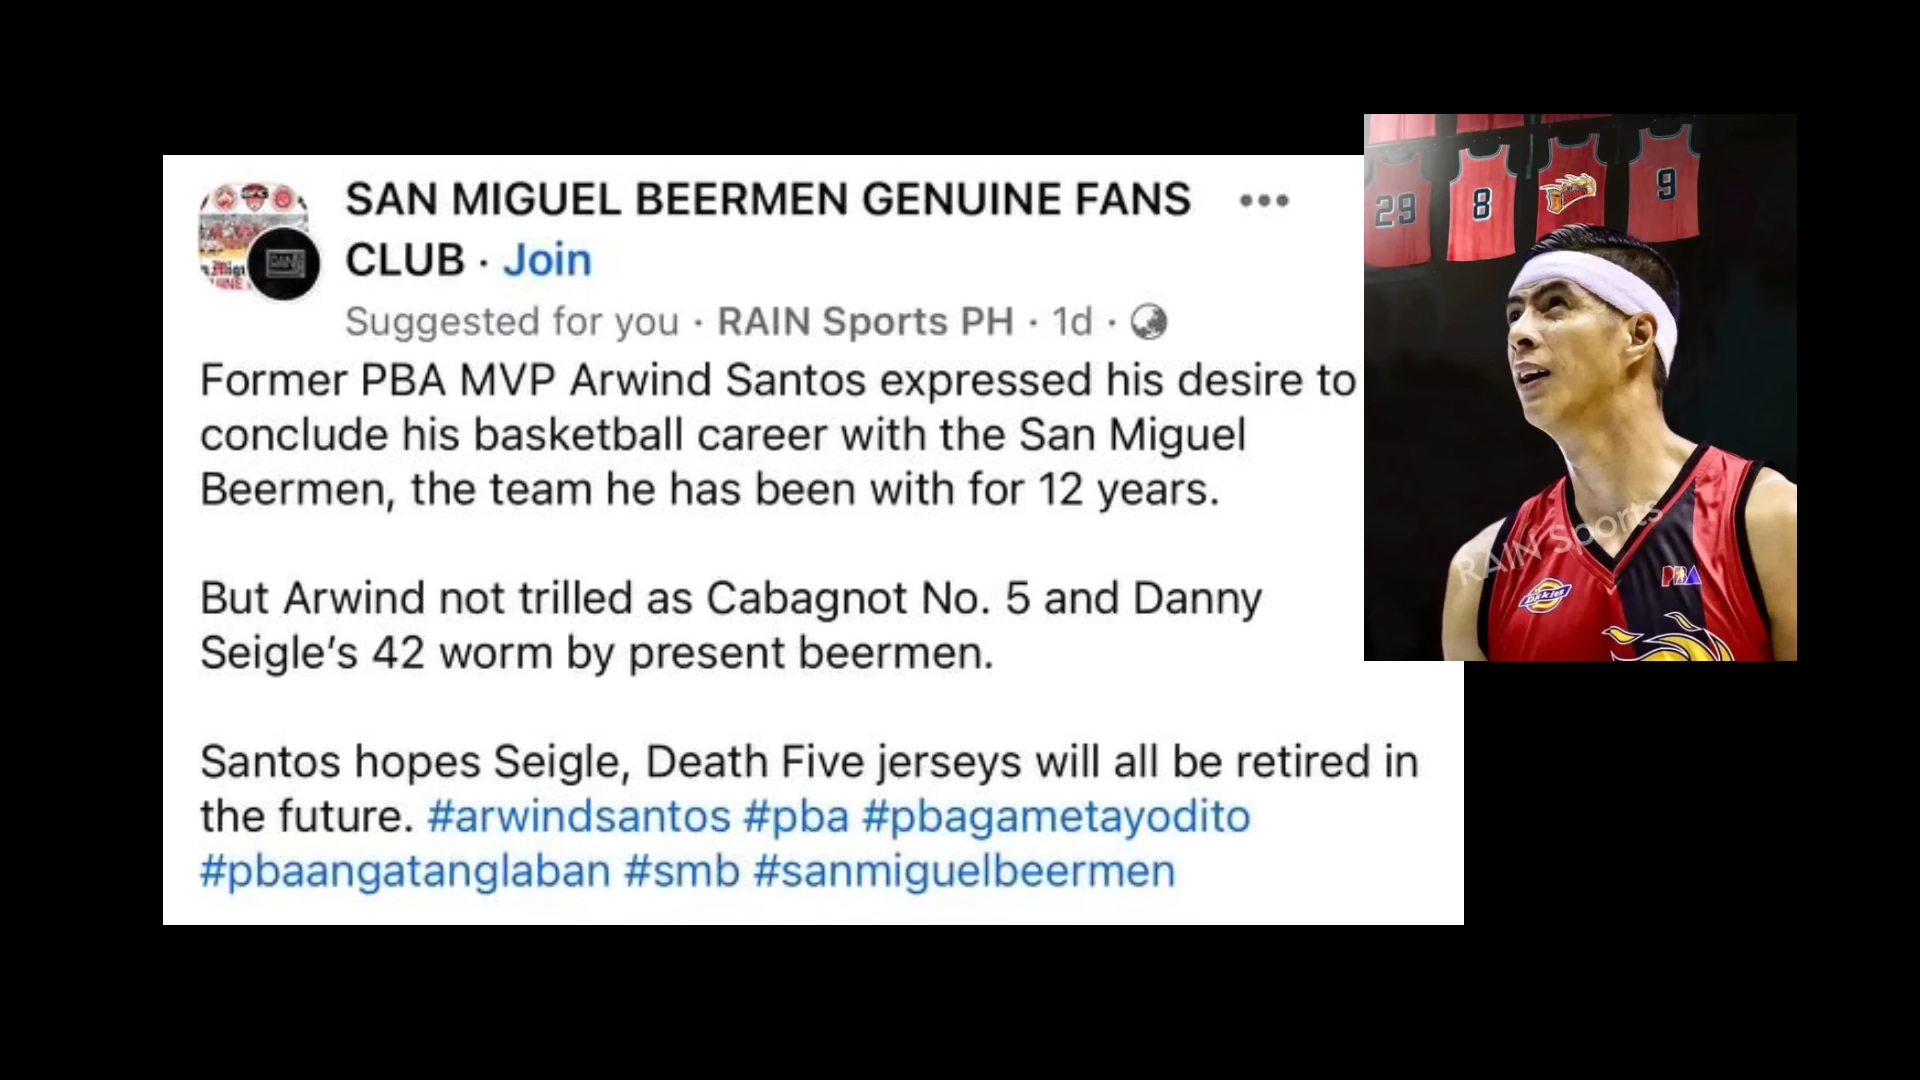 SAN MIGUEL BEERMEN GENUINE FANS
CLUB · Join
Suggested for you · RAIN Sports PH · 1d ·
Former PBA MVP Arwind Santos expressed his desire to
conclude his basketball career with the San Miguel
Beermen, the team he has been with for 12 years.
But Arwind not trilled as Cabagnot No. 5 and Danny
Seigle's 42 worm by present beermen.
Santos hopes Seigle, Death Five jerseys will all be retired in
the future. #arwindsantos #pba #pbagametayodito
#pbaangatanglaban #smb #sanmiguelbeermen
29
8
9
RAIN Sports
Dickies
PBA